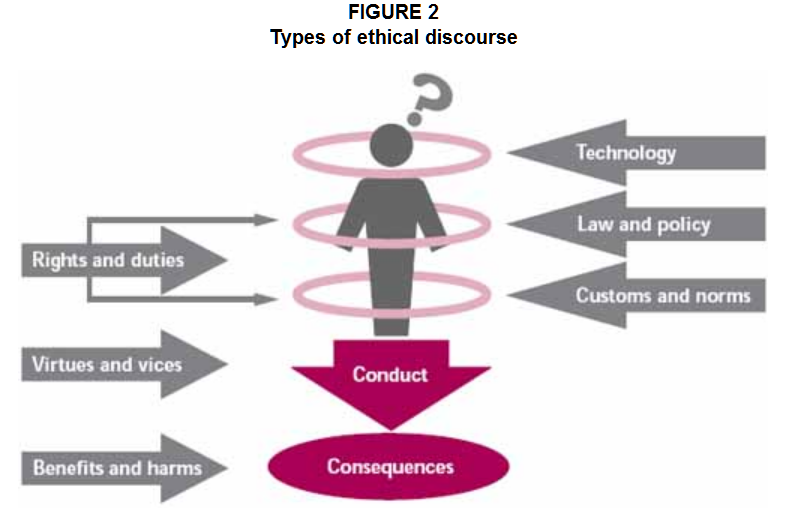 FIGURE 2
Types of ethical discourse
?
Technology
Law and policy
Rights and duties
Customs and norms
Virtues and vices
Conduct
Benefits and harms
Consequences